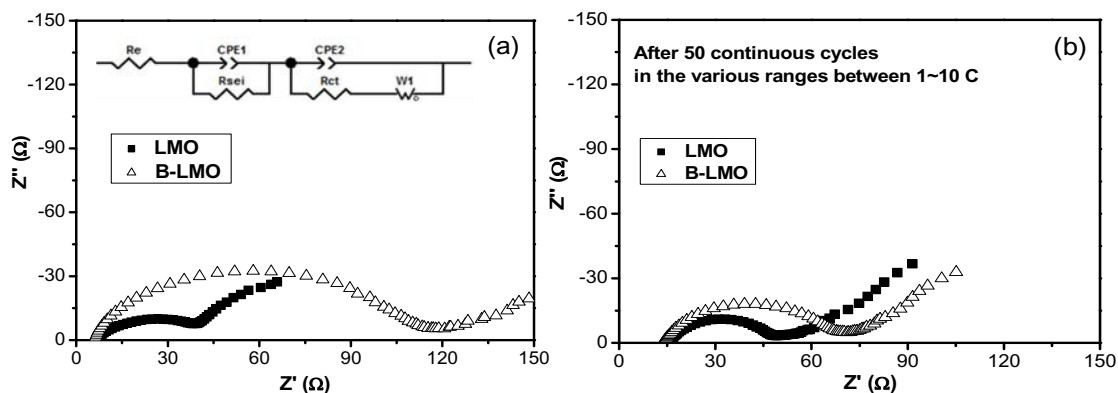 (a)
Re
CPE1
CPE2
Rsei
Rct
W1
LMO
B-LMO
-150
-120
-90
-60
-30
0
Z'' (Ω)
0 30 60 90 120 150
Z' (Ω)
(b)
After 50 continuous cycles
in the various ranges between 1~10 C
LMO
B-LMO
-150
-120
-90
-60
-30
0
Z'' (Ω)
0 30 60 90 120 150
Z' (Ω)